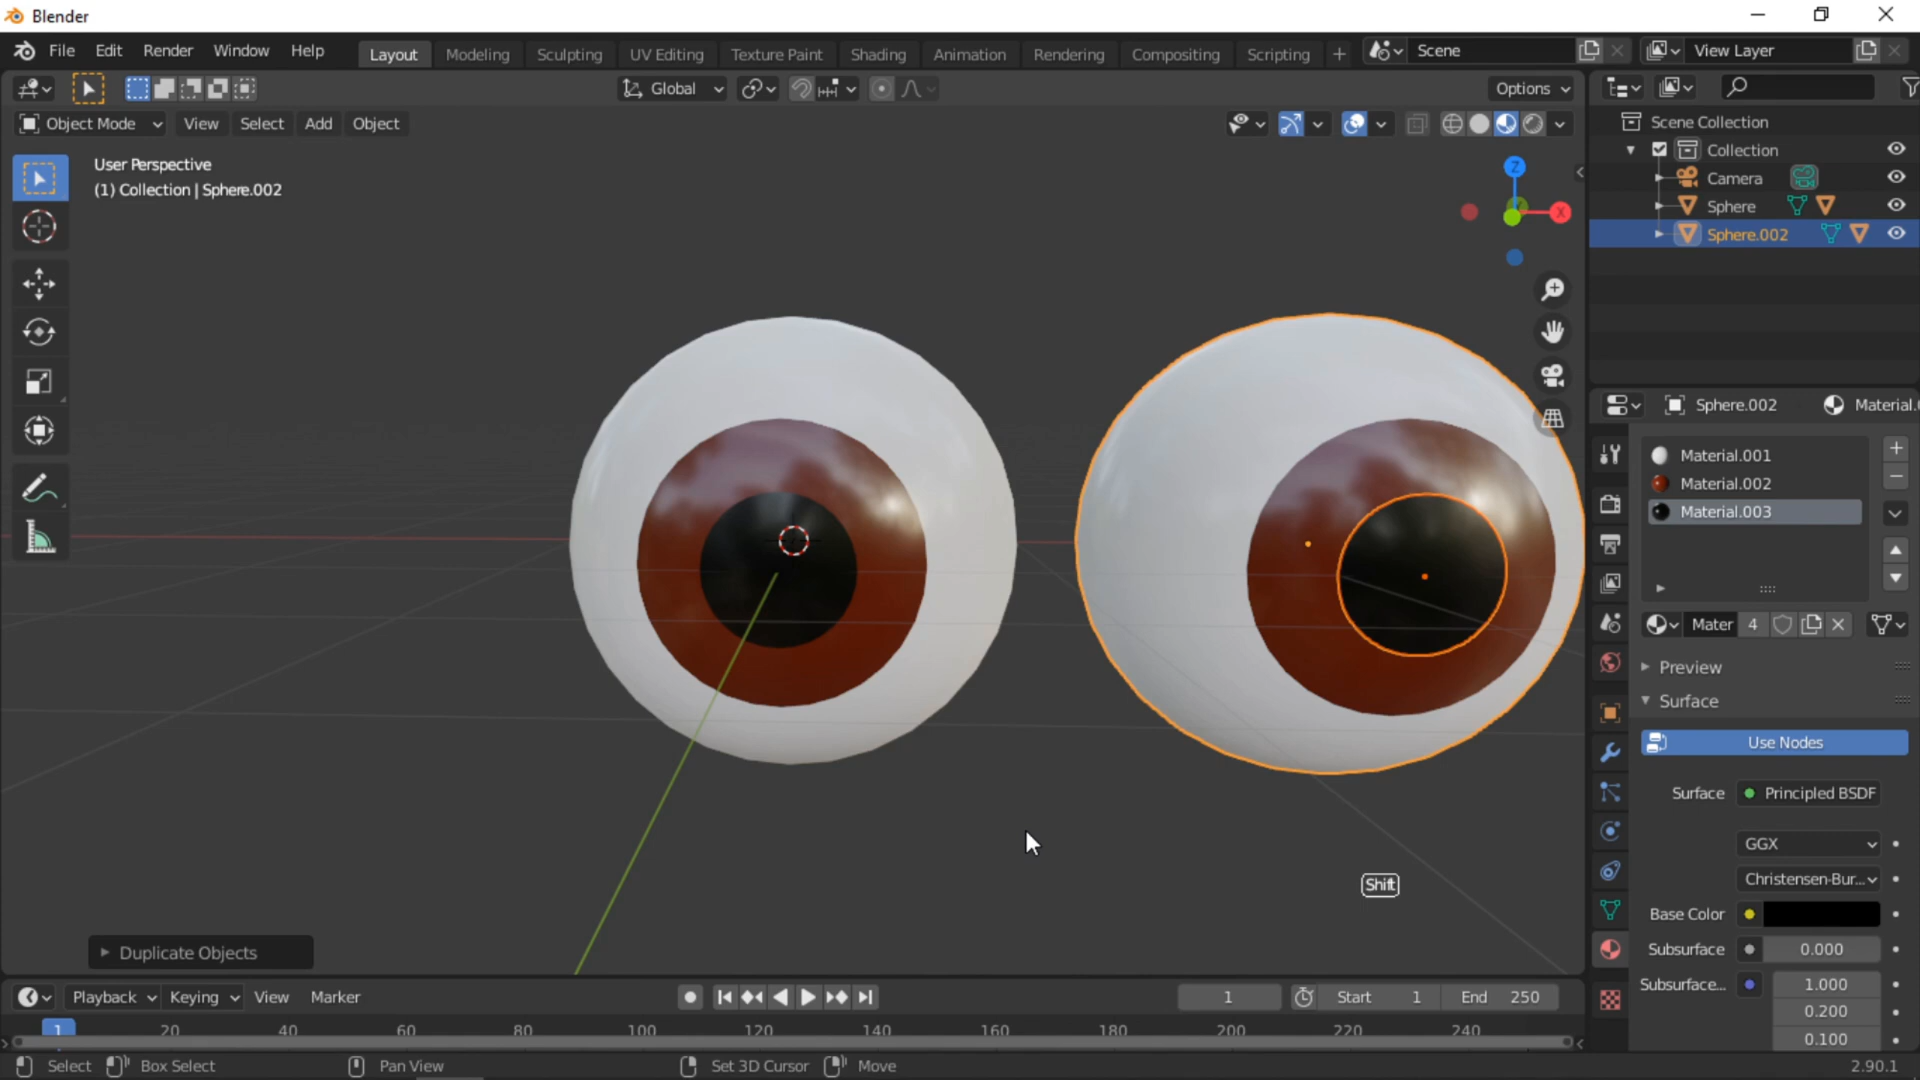 Blender
File Edit Render Window Help Layout Modeling Sculpting UV Editing Texture Paint Shading Animation Rendering Compositing Scripting + Scene View Layer
Global Options
Object Mode View Select Add Object
Scene Collection
Collection
Camera
Sphere
Sphere.002
User Perspective
(1) Collection | Sphere.002
Z
X
Sphere.002 Material.
Material.001
Material.002
Material.003
Mater 4
Preview
Surface
Use Nodes
Surface Principled BSDF
GGX
Christensen-Bur...
Base Color
Subsurface 0.000
Subsurface... 1.000
0.200
0.100
Shift
Duplicate Objects
Playback Keying View Marker 1 Start 1 End 250
1 20 40 60 80 100 120 140 160 180 200 220 240
Select Box Select Pan View Set 3D Cursor Move 2.90.1